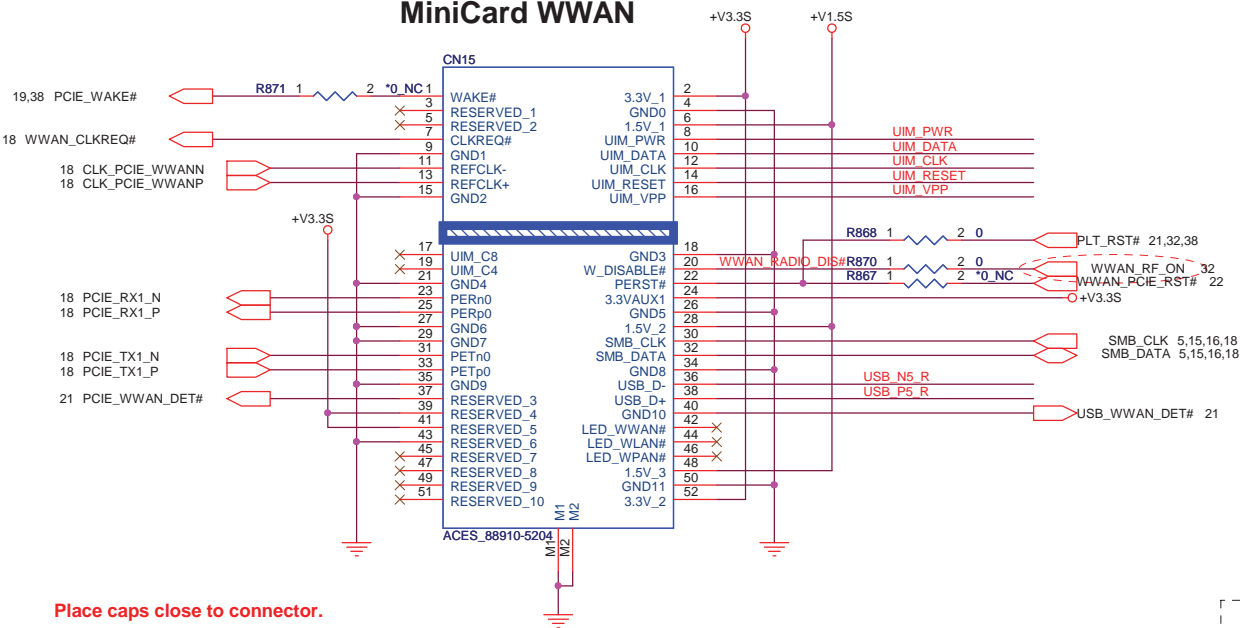 MiniCard WWAN
+V3.3S
+V1.5S
CN15
19,38 PCIE_WAKE#
R871 1 2 *0_NC 1 WAKE#
3.3V_1 2
3 RESERVED_1
GND0 4
5 RESERVED_2
1.5V_1 6
18 WWAN_CLKREQ#
7 CLKREQ#
UIM_PWR 8 UIM_PWR
9 GND1
UIM_DATA 10 UIM_DATA
18 CLK_PCIE_WWANN
11 REFCLK-
UIM_CLK 12 UIM_CLK
18 CLK_PCIE_WWANP
13 REFCLK+
UIM_RESET 14 UIM_RESET
15 GND2
UIM_VPP 16 UIM_VPP
+V3.3S
R868 1 2 0
PLT_RST# 21,32,38
17 UIM_C8
GND3 18
19 UIM_C4
W_DISABLE# 20 WWAN_RADIO_DIS# R870 1 2 0
WWAN_RF_ON 32
21 GND4
PERST# 22
R867 1 2 *0_NC
WWAN_PCIE_RST# 22
18 PCIE_RX1_N
23 PERn0
3.3VAUX1 24
+V3.3S
18 PCIE_RX1_P
25 PERp0
GND5 26
27 GND6
1.5V_2 28
29 GND7
SMB_CLK 30
SMB_CLK 5,15,16,18
18 PCIE_TX1_N
31 PETn0
SMB_DATA 32
SMB_DATA 5,15,16,18
18 PCIE_TX1_P
33 PETp0
GND8 34
35 GND9
USB_D- 36 USB_N5_R
21 PCIE_WWAN_DET#
37 RESERVED_3
USB_D+ 38 USB_P5_R
39 RESERVED_4
GND10 40
USB_WWAN_DET# 21
41 RESERVED_5
LED_WWAN# 42
43 RESERVED_6
LED_WLAN# 44
45 RESERVED_7
LED_WPAN# 46
47 RESERVED_8
1.5V_3 48
49 RESERVED_9
GND11 50
51 RESERVED_10
3.3V_2 52
M1
M2
ACES_88910-5204
M1
M2
Place caps close to connector.